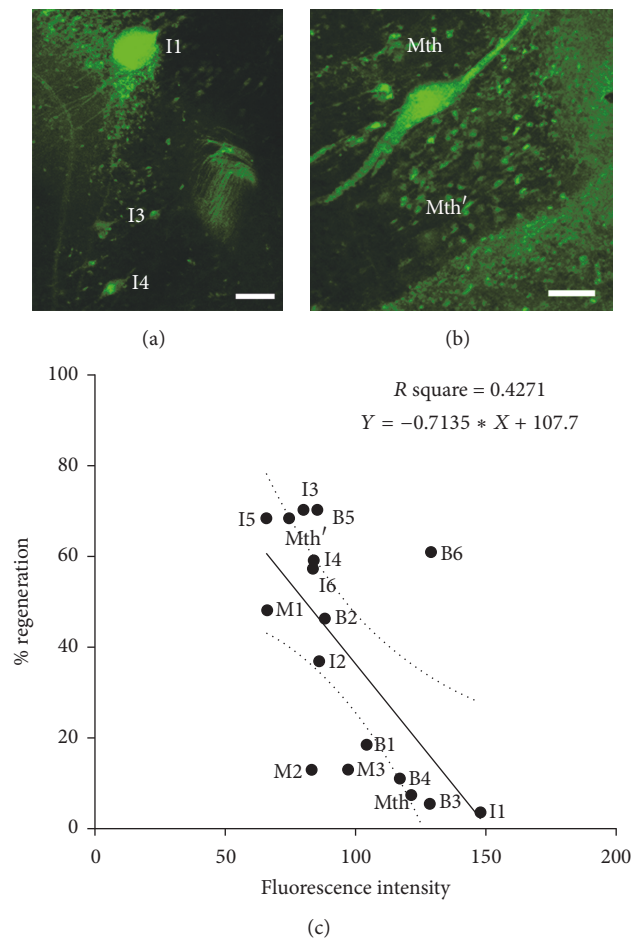 I1
I3
I4
(a)
Mth
Mth′
(b)
% regeneration
100
80
60
40
20
0
R square = 0.4271
Y = −0.7135 ∗ X + 107.7
I3
I5
B5
Mth′
I4
I6
B6
M1
B2
I2
B1
M2
M3
B4
Mth
B3
I1
0
50
100
150
200
Fluorescence intensity
(c)